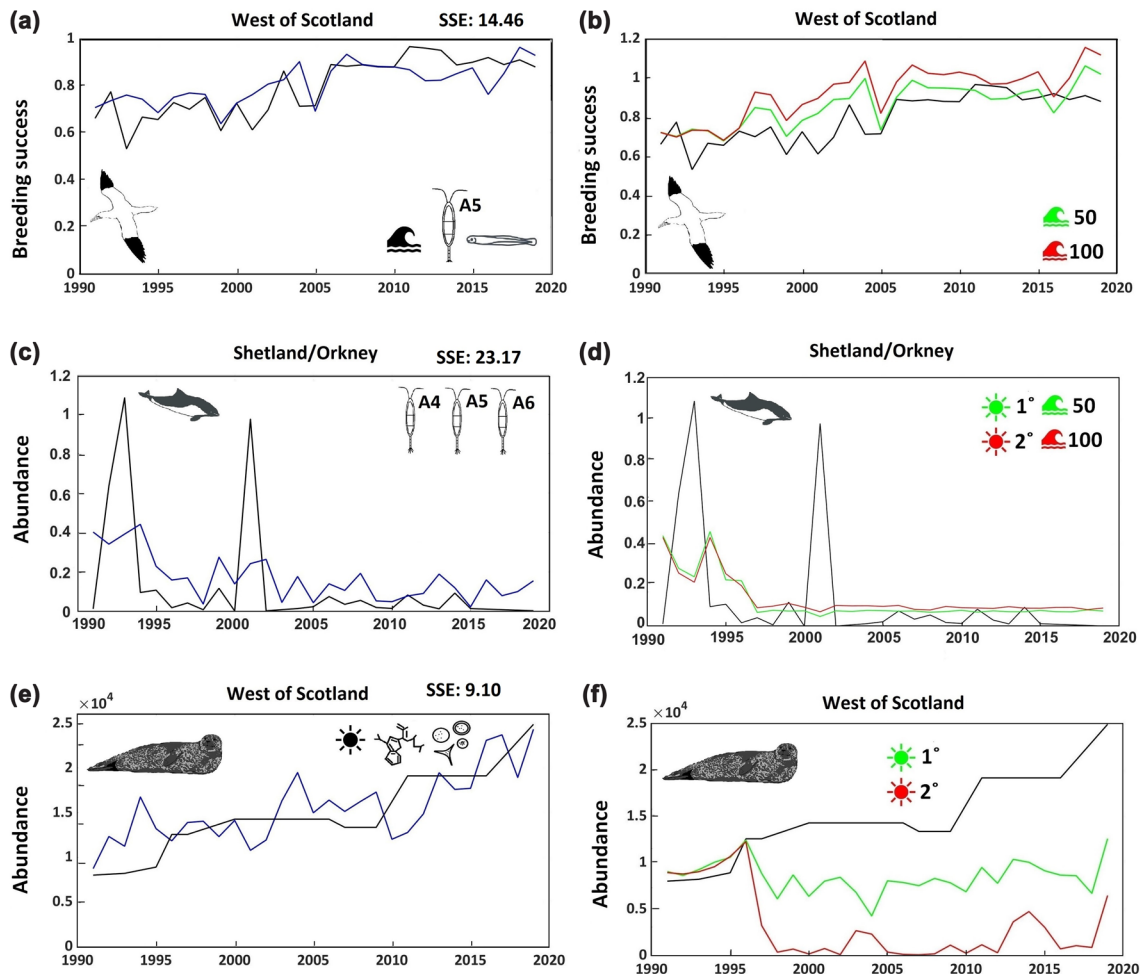 (a) West of Scotland SSE: 14.46
Breeding success
1
0.8
0.6
0.4
0.2
0
A5
1990 1995 2000 2005 2010 2015 2020
(b) West of Scotland
Breeding success
1.2
1
0.8
0.6
0.4
0.2
0
50
100
1990 1995 2000 2005 2010 2015 2020
(c) Shetland/Orkney SSE: 23.17
Abundance
1.2
1
0.8
0.6
0.4
0.2
0
A4 A5 A6
1990 1995 2000 2005 2010 2015 2020
(d) Shetland/Orkney
Abundance
1.2
1
0.8
0.6
0.4
0.2
0
1° 50
2° 100
1990 1995 2000 2005 2010 2015 2020
(e) West of Scotland SSE: 9.10
×10⁴
Abundance
2.5
2
1.5
1
0.5
0
1990 1995 2000 2005 2010 2015 2020
(f) West of Scotland
×10⁴
Abundance
2.5
2
1.5
1
0.5
0
1°
2°
1990 1995 2000 2005 2010 2015 2020